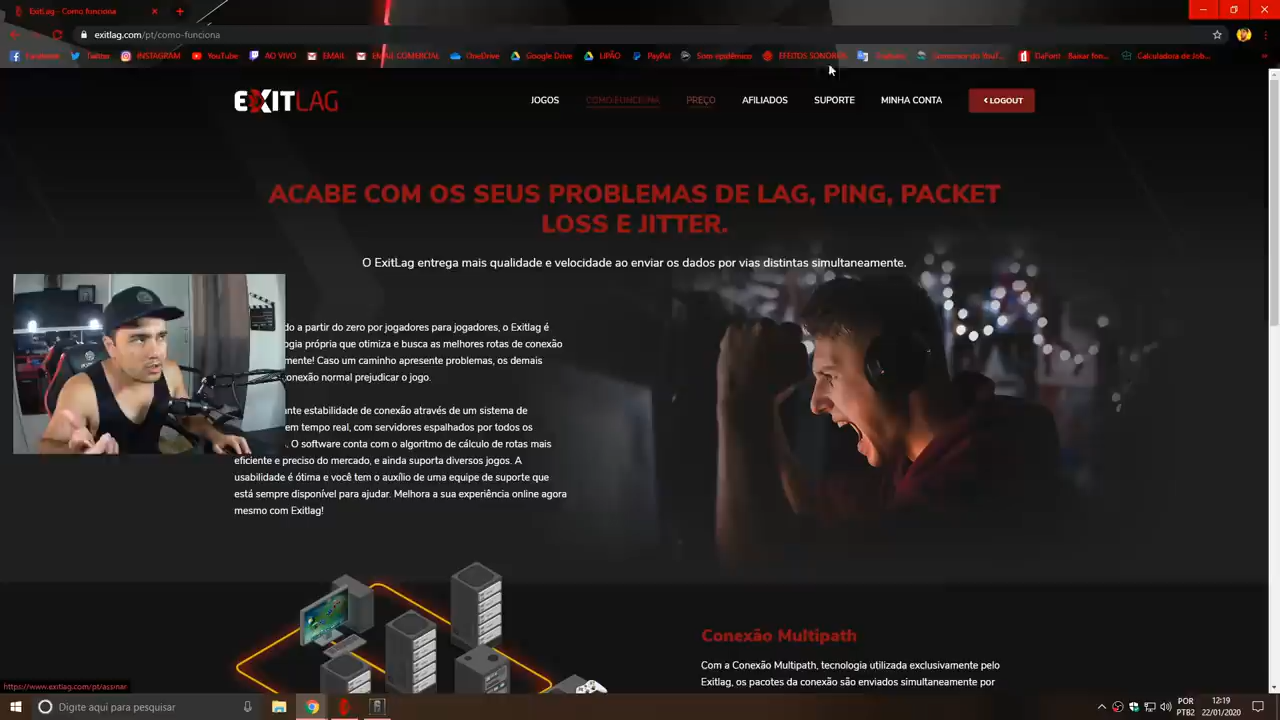 ExitLag - Como funciona
exitlag.com/pt/como-funciona
Facebook Twitter INSTAGRAM YouTube AO VIVO EMAIL EMAIL COMERCIAL OneDrive Google Drive LIPÃO PayPal Som epidêmico EFEITOS SONOROS DaFont Baixar fon... Calculadora de Job...
EXITLAG
JOGOS COMO FUNCIONA PREÇO AFILIADOS SUPORTE MINHA CONTA LOGOUT
ACABE COM OS SEUS PROBLEMAS DE LAG, PING, PACKET
LOSS E JITTER.
O ExitLag entrega mais qualidade e velocidade ao enviar os dados por vias distintas simultaneamente.
do a partir do zero por jogadores para jogadores, o Exitlag é
ogia própria que otimiza e busca as melhores rotas de conexão
mente! Caso um caminho apresente problemas, os demais
conexão normal prejudicar o jogo.
ante estabilidade de conexão através de um sistema de
em tempo real, com servidores espalhados por todos os
. O software conta com o algoritmo de cálculo de rotas mais
eficiente e preciso do mercado, e ainda suporta diversos jogos. A
usabilidade é ótima e você tem o auxílio de uma equipe de suporte que
está sempre disponível para ajudar. Melhora a sua experiência online agora
mesmo com Exitlag!
Conexão Multipath
Com a Conexão Multipath, tecnologia utilizada exclusivamente pelo
Exitlag, os pacotes da conexão são enviados simultaneamente por
https://www.exitlag.com/pt/assinar
Digite aqui para pesquisar
POR 12:19
PTB2 22/01/2020